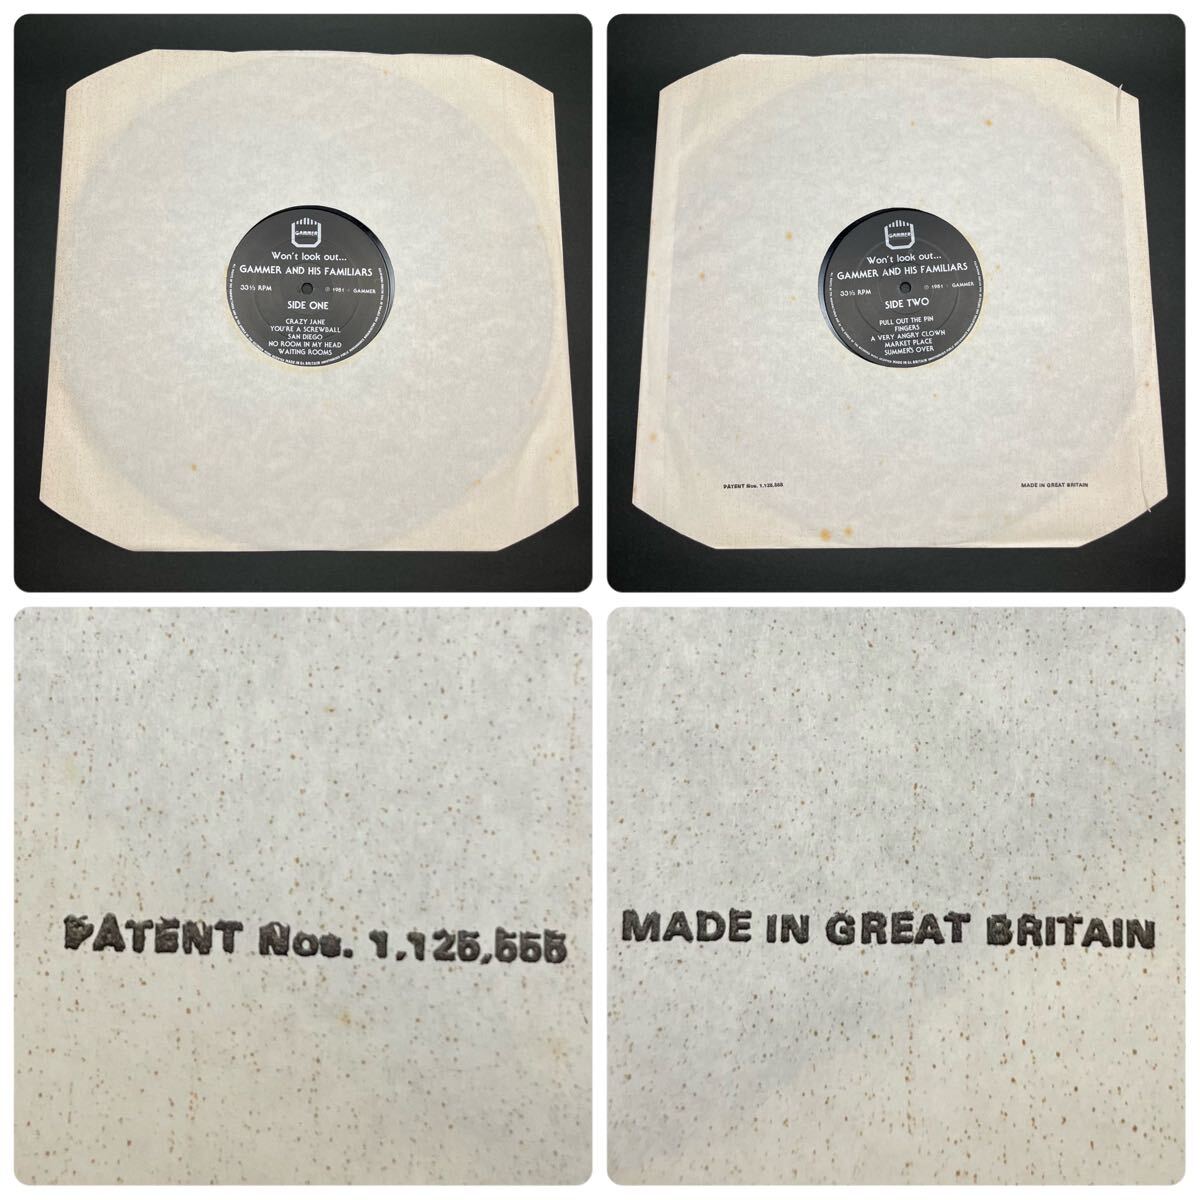 GAMMER
Won't look out...
GAMMER AND HIS FAMILIARS
33⅓ RPM
℗ 1981 · GAMMER
SIDE ONE
CRAZY JANE
YOU'RE A SCREWBALL
SAN DIEGO
NO ROOM IN MY HEAD
WAITING ROOMS
GAMMER
Won't look out...
GAMMER AND HIS FAMILIARS
33⅓ RPM
℗ 1981 · GAMMER
SIDE TWO
PULL OUT THE PIN
FINGERS
A VERY ANGRY CLOWN
MARKET PLACE
SUMMER'S OVER
PATENT Nos. 1,125,555
MADE IN GREAT BRITAIN
PATENT Nos. 1,125,555
MADE IN GREAT BRITAIN